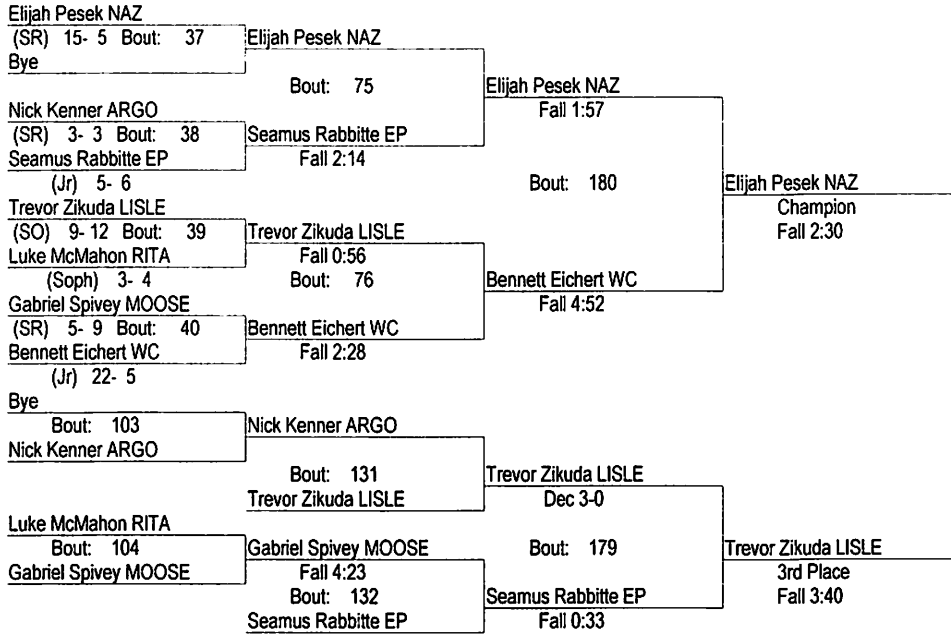 Elijah Pesek NAZ
(SR) 15- 5 Bout: 37
Bye
Elijah Pesek NAZ
Bout: 75
Nick Kenner ARGO
(SR) 3- 3 Bout: 38
Seamus Rabbitte EP
(Jr) 5- 6
Seamus Rabbitte EP
Fall 2:14
Elijah Pesek NAZ
Fall 1:57
Bout: 180
Trevor Zikuda LISLE
(SO) 9- 12 Bout: 39
Luke McMahon RITA
(Soph) 3- 4
Trevor Zikuda LISLE
Fall 0:56
Bout: 76
Gabriel Spivey MOOSE
(SR) 5- 9 Bout: 40
Bennett Eichert WC
(Jr) 22- 5
Bennett Eichert WC
Fall 2:28
Bennett Eichert WC
Fall 4:52
Elijah Pesek NAZ
Champion
Fall 2:30
Bye
Bout: 103
Nick Kenner ARGO
Nick Kenner ARGO
Bout: 131
Trevor Zikuda LISLE
Trevor Zikuda LISLE
Dec 3-0
Luke McMahon RITA
Bout: 104
Gabriel Spivey MOOSE
Gabriel Spivey MOOSE
Fall 4:23
Bout: 132
Seamus Rabbitte EP
Bout: 179
Seamus Rabbitte EP
Fall 0:33
Trevor Zikuda LISLE
3rd Place
Fall 3:40